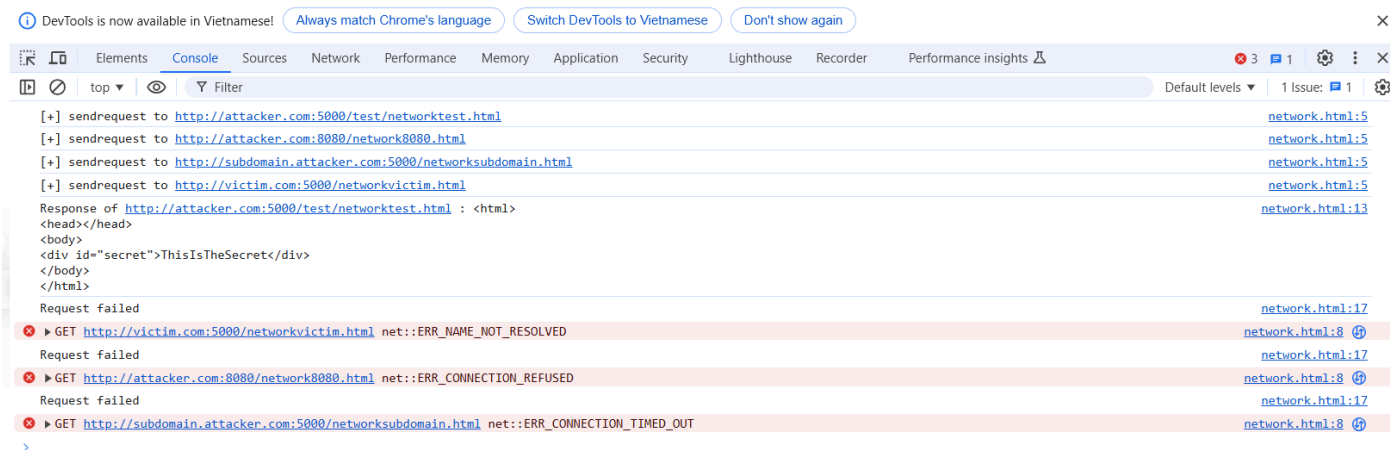 DevTools is now available in Vietnamese! Always match Chrome's language Switch DevTools to Vietnamese Don't show again
Elements Console Sources Network Performance Memory Application Security Lighthouse Recorder Performance insights 3 1
top Filter Default levels 1 Issue: 1
[+] sendrequest to http://attacker.com:5000/test/networktest.html network.html:5
[+] sendrequest to http://attacker.com:8080/network8080.html network.html:5
[+] sendrequest to http://subdomain.attacker.com:5000/networksubdomain.html network.html:5
[+] sendrequest to http://victim.com:5000/networkvictim.html network.html:5
Response of http://attacker.com:5000/test/networktest.html : <html> network.html:13
<head></head>
<body>
<div id="secret">ThisIsTheSecret</div>
</body>
</html>
Request failed network.html:17
GET http://victim.com:5000/networkvictim.html net::ERR_NAME_NOT_RESOLVED network.html:8
Request failed network.html:17
GET http://attacker.com:8080/network8080.html net::ERR_CONNECTION_REFUSED network.html:8
Request failed network.html:17
GET http://subdomain.attacker.com:5000/networksubdomain.html net::ERR_CONNECTION_TIMED_OUT network.html:8